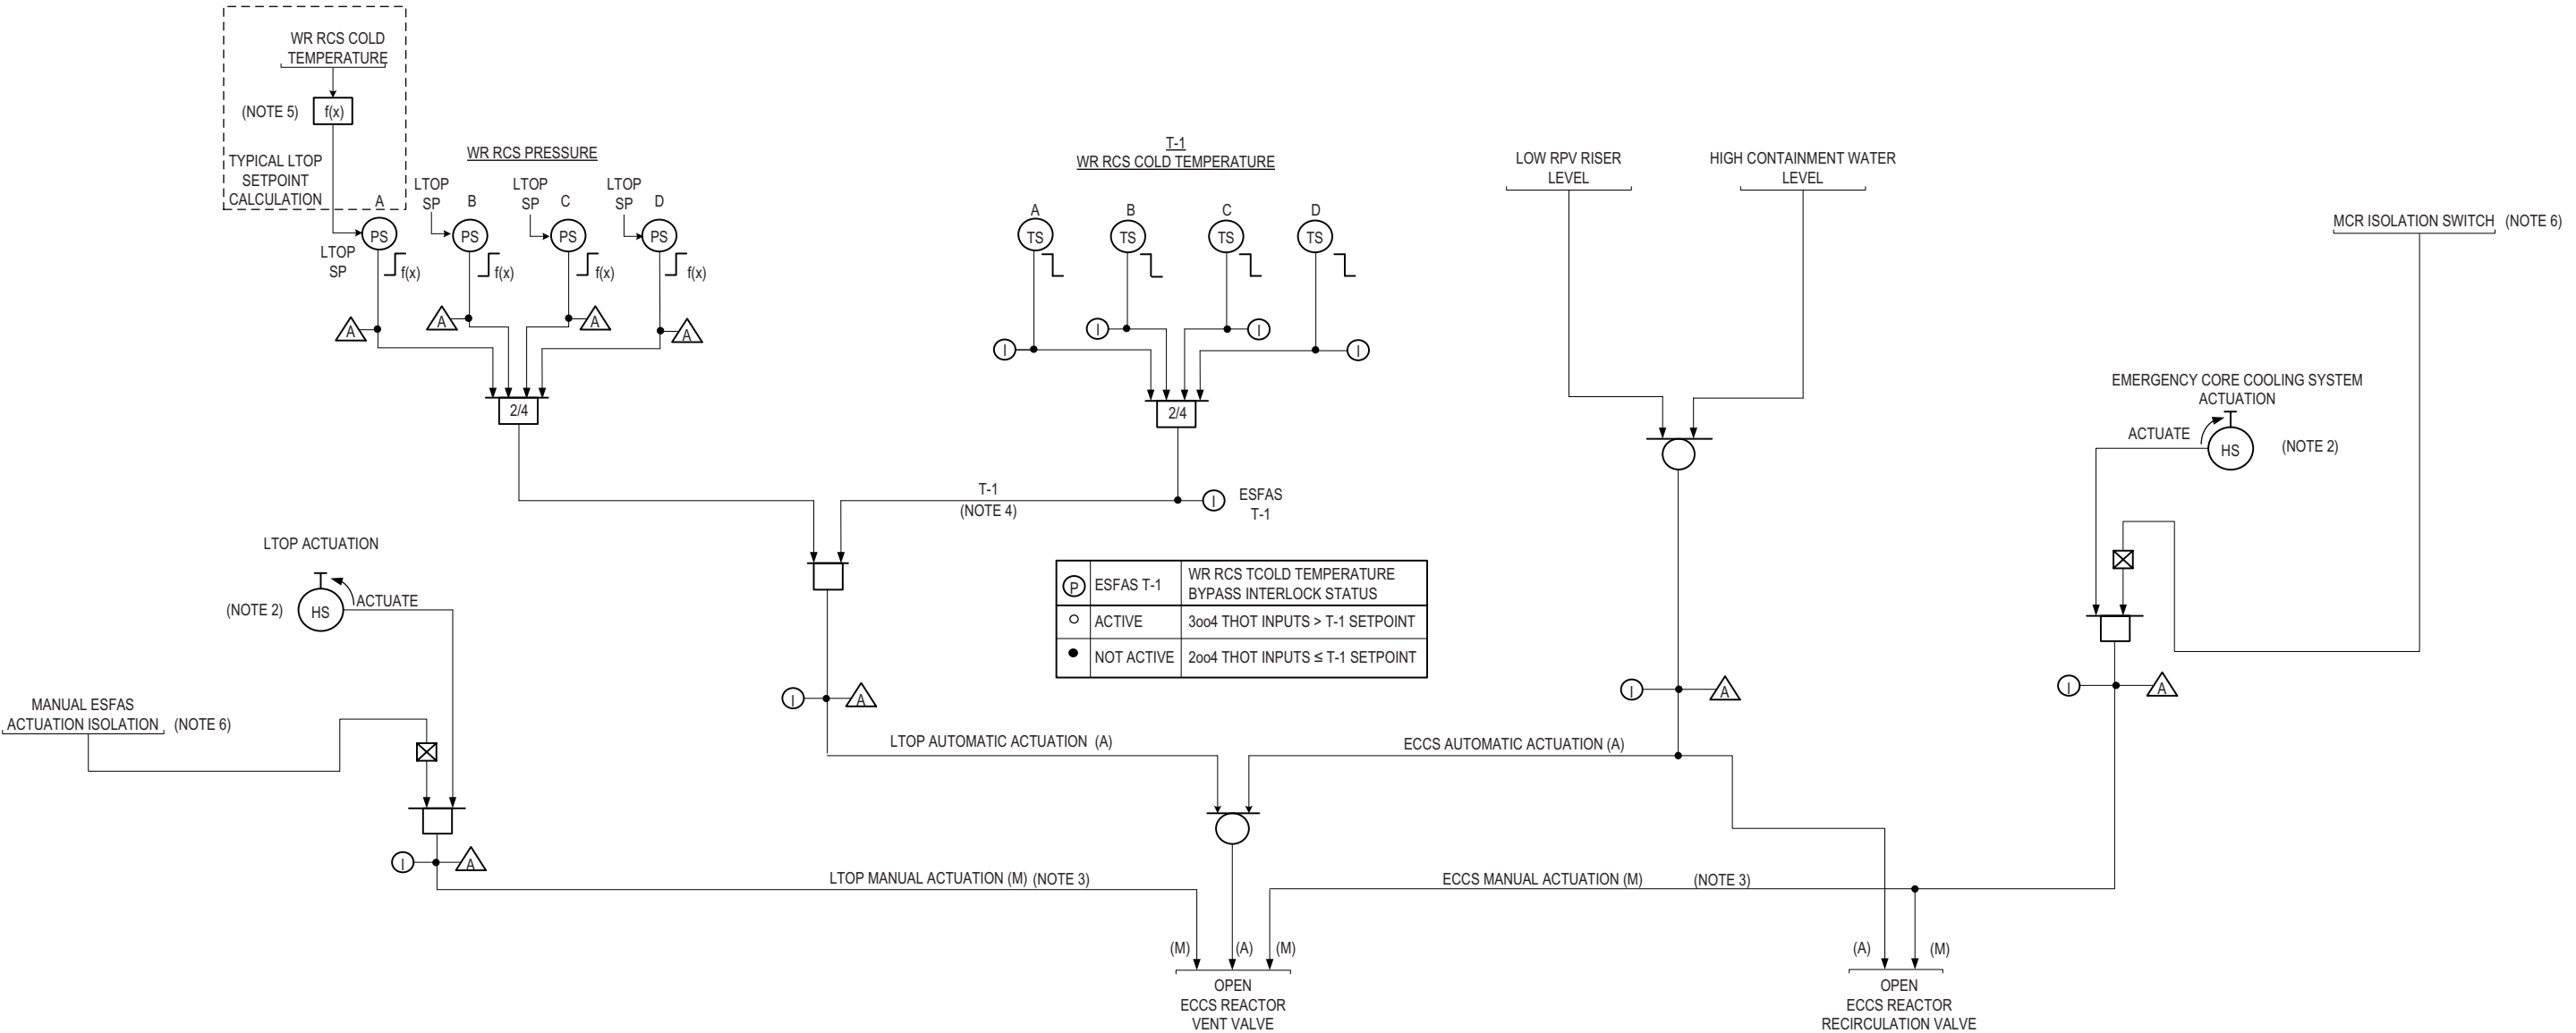 WR RCS COLD
TEMPERATURE
(NOTE 5)
f(x)
TYPICAL LTOP
SETPOINT
CALCULATION
WR RCS PRESSURE
LTOP
SP
LTOP
SP
LTOP
SP
A
B
C
D
PS
PS
PS
PS
LTOP
SP
f(x)
f(x)
f(x)
f(x)
A
A
A
A
2/4
T-1
WR RCS COLD TEMPERATURE
A
B
C
D
TS
TS
TS
TS
I
I
I
I
2/4
T-1
(NOTE 4)
I
ESFAS
T-1
LOW RPV RISER
LEVEL
HIGH CONTAINMENT WATER
LEVEL
MCR ISOLATION SWITCH (NOTE 6)
EMERGENCY CORE COOLING SYSTEM
ACTUATION
ACTUATE
HS
(NOTE 2)
LTOP ACTUATION
(NOTE 2)
HS
ACTUATE
P ESFAS T-1 WR RCS TCOLD TEMPERATURE
BYPASS INTERLOCK STATUS
ACTIVE 3oo4 THOT INPUTS > T-1 SETPOINT
NOT ACTIVE 2oo4 THOT INPUTS ≤ T-1 SETPOINT
MANUAL ESFAS
ACTUATION ISOLATION (NOTE 6)
I
A
I
A
I
A
LTOP AUTOMATIC ACTUATION (A)
ECCS AUTOMATIC ACTUATION (A)
I
A
LTOP MANUAL ACTUATION (M) (NOTE 3)
ECCS MANUAL ACTUATION (M) (NOTE 3)
(M)
(A)
(M)
(A)
(M)
OPEN
ECCS REACTOR
VENT VALVE
OPEN
ECCS REACTOR
RECIRCULATION VALVE